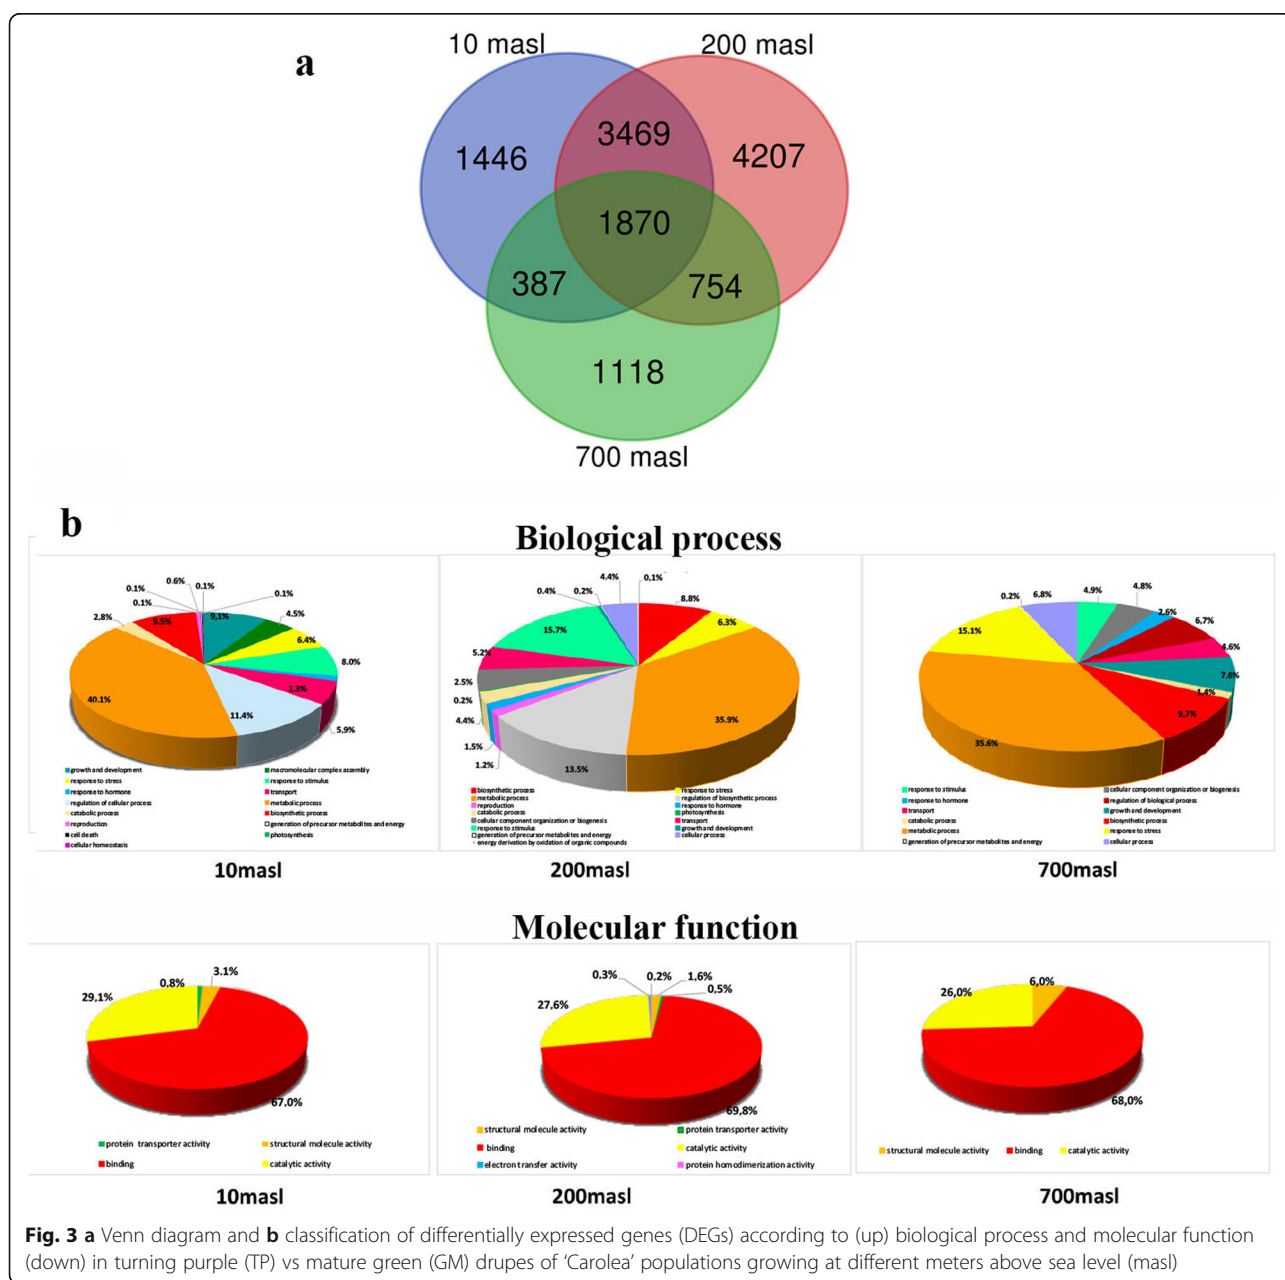 a
10 masl
200 masl
1446
3469
4207
1870
387
754
1118
700 masl
b
Biological process
0.1%
0.6%
0.1%
0.1%
0.1%
2.8%
9.5%
9,1%
4.5%
6.4%
8.0%
1.3%
5.9%
11.4%
40.1%
growth and development
macromolecular complex assembly
response to stress
response to stimulus
response to hormone
transport
regulation of cellular process
metabolic process
catabolic process
biosynthetic process
reproduction
generation of precursor metabolites and energy
cell death
photosynthesis
cellular homeostasis
10masl
0.4%
0.2%
4.4%
0.1%
8.8%
6.3%
15.7%
5.2%
2.5%
0.2%
4.4%
1.5%
1.2%
13.5%
35.9%
biosynthetic process
response to stress
metabolic process
regulation of biosynthetic process
reproduction
response to hormone
catabolic process
photosynthesis
cellular component organization or biogenesis
transport
response to stimulus
growth and development
generation of precursor metabolites and energy
cellular process
energy derivation by oxidation of organic compounds
200masl
0.2%
6.8%
4.9%
4.8%
2.6%
6.7%
4.6%
7.6%
1.4%
9.7%
15.1%
35.6%
response to stimulus
cellular component organization or biogenesis
response to hormone
regulation of biological process
transport
growth and development
catabolic process
biosynthetic process
metabolic process
response to stress
generation of precursor metabolites and energy
cellular process
700masl
Molecular function
0.8%
3.1%
29,1%
67.0%
protein transporter activity
structural molecule activity
binding
catalytic activity
10masl
0.3%
0.2%
1,6%
0,5%
27,6%
69,8%
structural molecule activity
protein transporter activity
binding
catalytic activity
electron transfer activity
protein homodimerization activity
200masl
26,0%
6,0%
68,0%
structural molecule activity
binding
catalytic activity
700masl
Fig. 3 a Venn diagram and b classification of differentially expressed genes (DEGs) according to (up) biological process and molecular function
(down) in turning purple (TP) vs mature green (GM) drupes of ‘Carolea’ populations growing at different meters above sea level (masl)